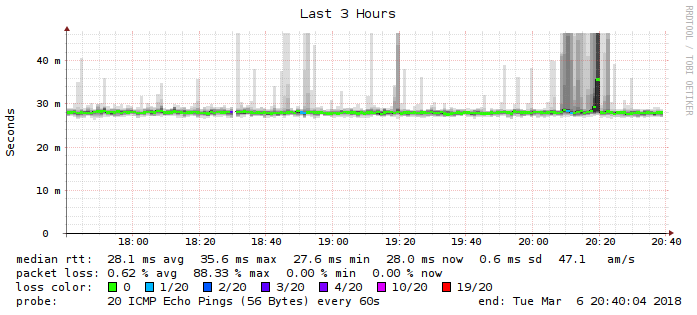 Last 3 Hours
RRDTOOL / TOBI OETIKER
Seconds
40 m
30 m
20 m
10 m
0
18:00 18:20 18:40 19:00 19:20 19:40 20:00 20:20 20:40
median rtt: 28.1 ms avg 35.6 ms max 27.6 ms min 28.0 ms now 0.6 ms sd 47.1 am/s
packet loss: 0.62 % avg 88.33 % max 0.00 % min 0.00 % now
loss color: 0 1/20 2/20 3/20 4/20 10/20 19/20
probe: 20 ICMP Echo Pings (56 Bytes) every 60s end: Tue Mar 6 20:40:04 2018